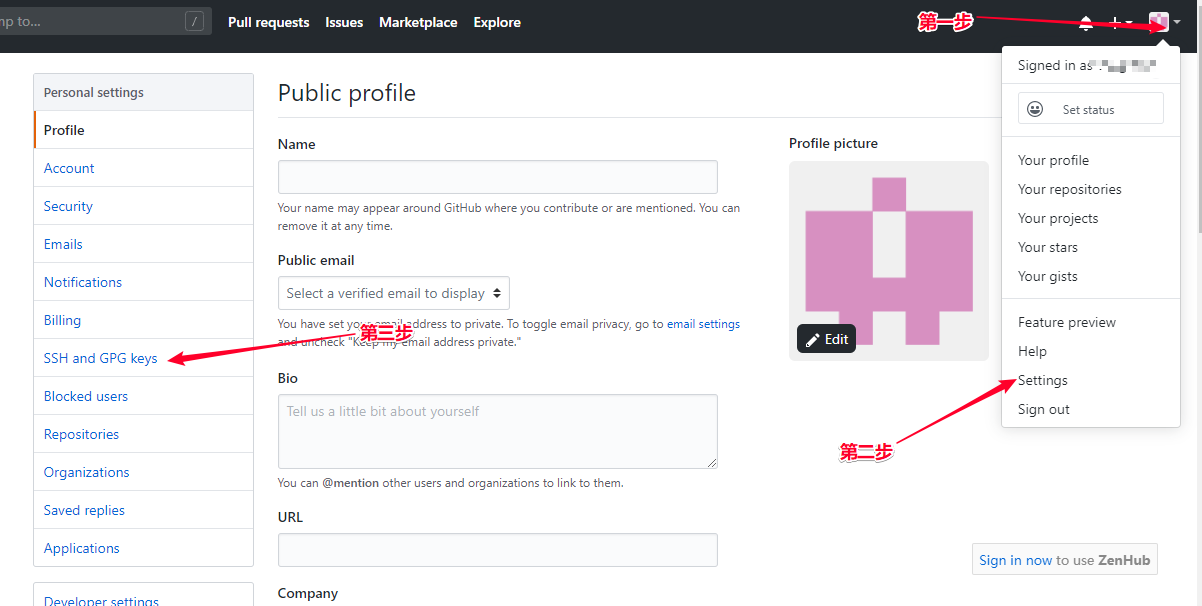 mp to...
/
Pull requests
Issues
Marketplace
Explore
第一步
Signed in as
Set status
Your profile
Your repositories
Your projects
Your stars
Your gists
Feature preview
Help
Settings
Sign out
第二步
Personal settings
Profile
Account
Security
Emails
Notifications
Billing
SSH and GPG keys
Blocked users
Repositories
Organizations
Saved replies
Applications
Developer settings
第三步
Public profile
Name
Your name may appear around GitHub where you contribute or are mentioned. You can
remove it at any time.
Public email
Select a verified email to display
You have set your email address to private. To toggle email privacy, go to email settings
and uncheck "Keep my email address private."
Bio
Tell us a little bit about yourself
You can @mention other users and organizations to link to them.
URL
Company
Profile picture
Edit
Sign in now to use ZenHub